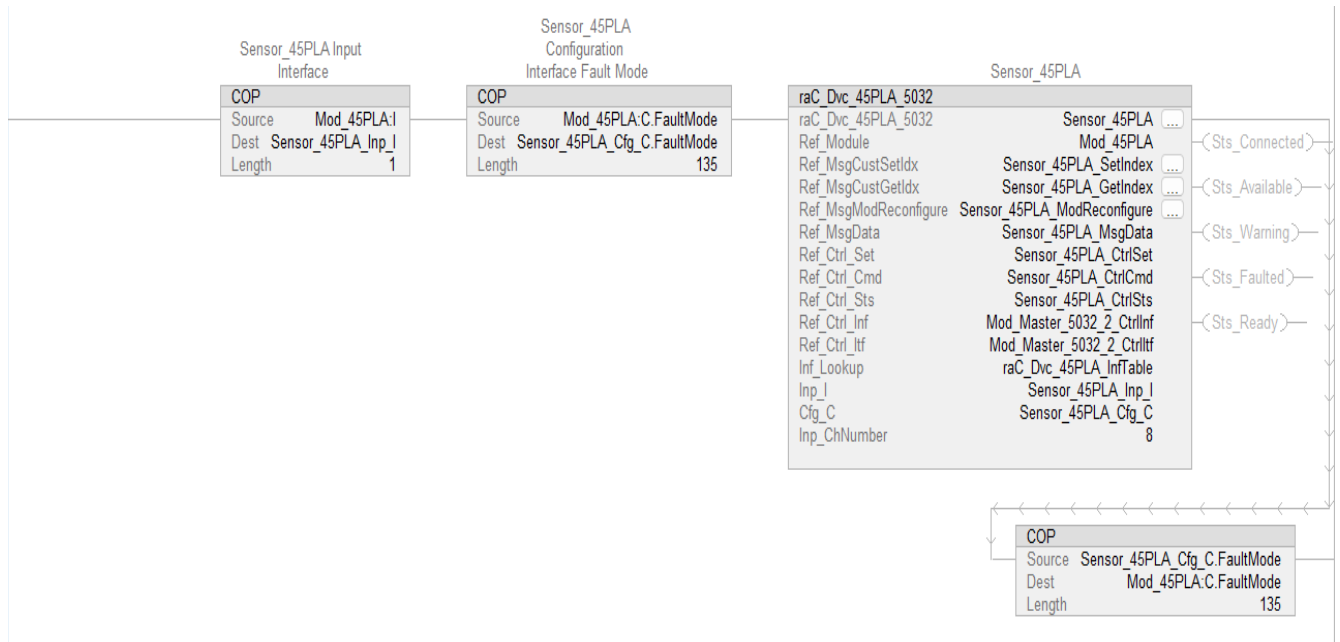 Sensor_45PLA Input
Interface
COP
Source Mod_45PLA:I
Dest Sensor_45PLA_Inp_I
Length 1
Sensor_45PLA
Configuration
Interface Fault Mode
COP
Source Mod_45PLA:C.FaultMode
Dest Sensor_45PLA_Cfg_C.FaultMode
Length 135
Sensor_45PLA
raC_Dvc_45PLA_5032
raC_Dvc_45PLA_5032 Sensor_45PLA ...
Ref_Module Mod_45PLA (Sts_Connected)
Ref_MsgCustSetIdx Sensor_45PLA_SetIndex ...
Ref_MsgCustGetIdx Sensor_45PLA_GetIndex ... (Sts_Available)
Ref_MsgModReconfigure Sensor_45PLA_ModReconfigure ...
Ref_MsgData Sensor_45PLA_MsgData (Sts_Warning)
Ref_Ctrl_Set Sensor_45PLA_CtrlSet
Ref_Ctrl_Cmd Sensor_45PLA_CtrlCmd (Sts_Faulted)
Ref_Ctrl_Sts Sensor_45PLA_CtrlSts
Ref_Ctrl_Inf Mod_Master_5032_2_CtrlInf (Sts_Ready)
Ref_Ctrl_Itf Mod_Master_5032_2_CtrlItf
Inf_Lookup raC_Dvc_45PLA_InfTable
Inp_I Sensor_45PLA_Inp_I
Cfg_C Sensor_45PLA_Cfg_C
Inp_ChNumber 8
COP
Source Sensor_45PLA_Cfg_C.FaultMode
Dest Mod_45PLA:C.FaultMode
Length 135